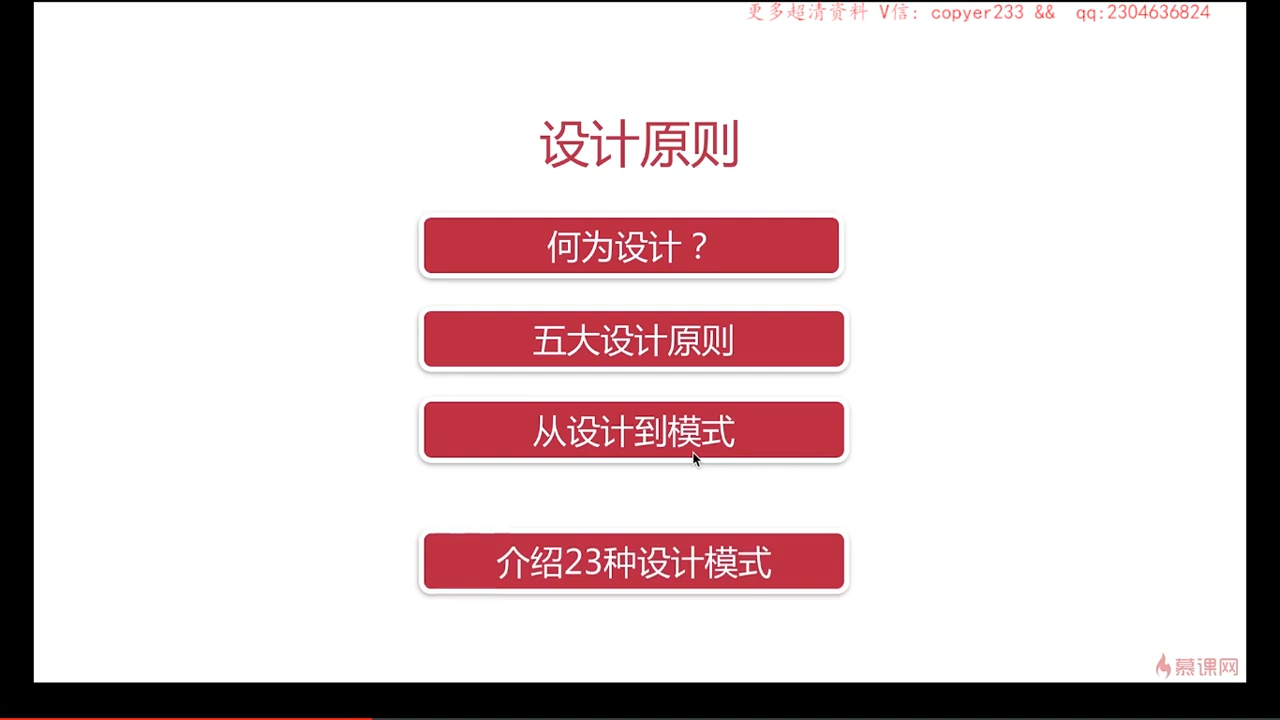 更多超清资料 V信: copyer233 && qq:2304636824
设计原则
何为设计？
五大设计原则
从设计到模式
介绍23种设计模式
慕课网